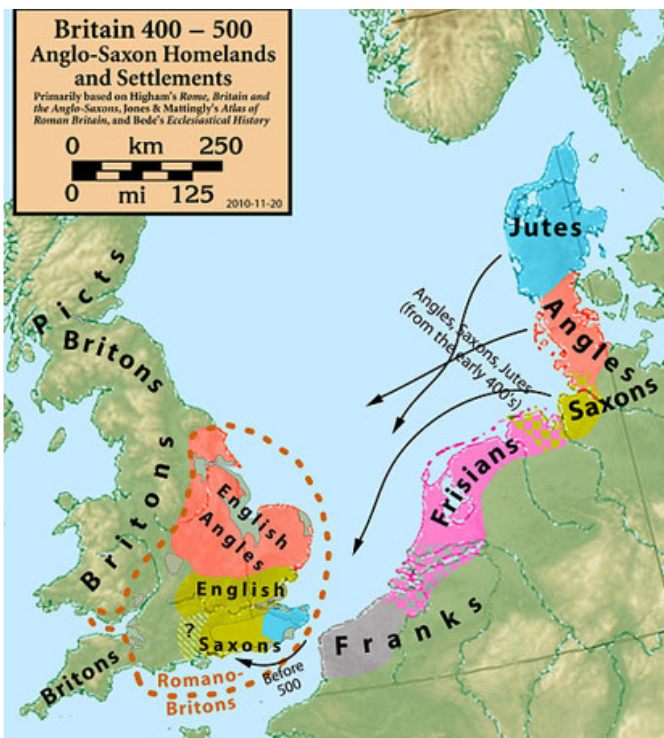 Britain 400 – 500
Anglo-Saxon Homelands
and Settlements
Primarily based on Higham's Rome, Britain and
the Anglo-Saxons, Jones & Mattingly's Atlas of
Roman Britain, and Bede's Ecclesiastical History
0 km 250
0 mi 125
2010-11-20
Jutes
Picts
Angles, Saxons, Jutes
(from the early 400's)
Angles
Britons
Saxons
Frisians
Britons
English
Angles
English
Saxons
?
Franks
Britons
Before
500
Romano-
Britons